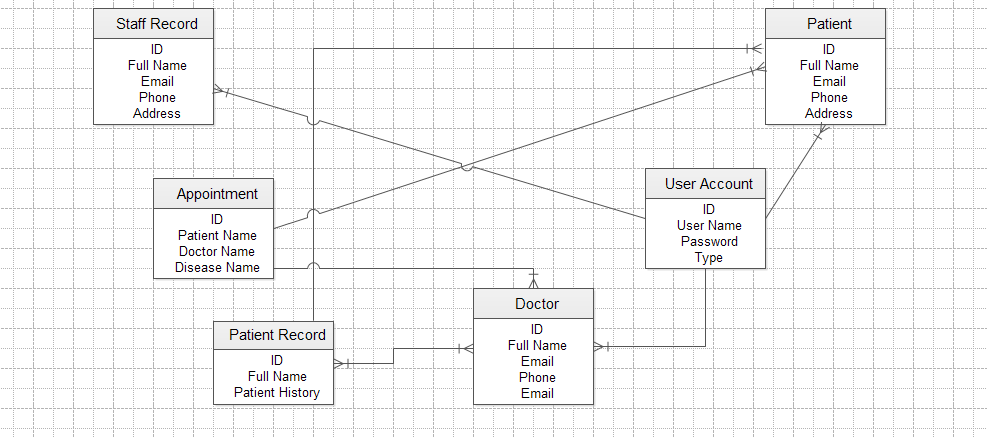 Staff Record
ID
Full Name
Email
Phone
Address
Patient
ID
Full Name
Email
Phone
Address
Appointment
ID
Patient Name
Doctor Name
Disease Name
User Account
ID
User Name
Password
Type
Patient Record
ID
Full Name
Patient History
Doctor
ID
Full Name
Email
Phone
Email